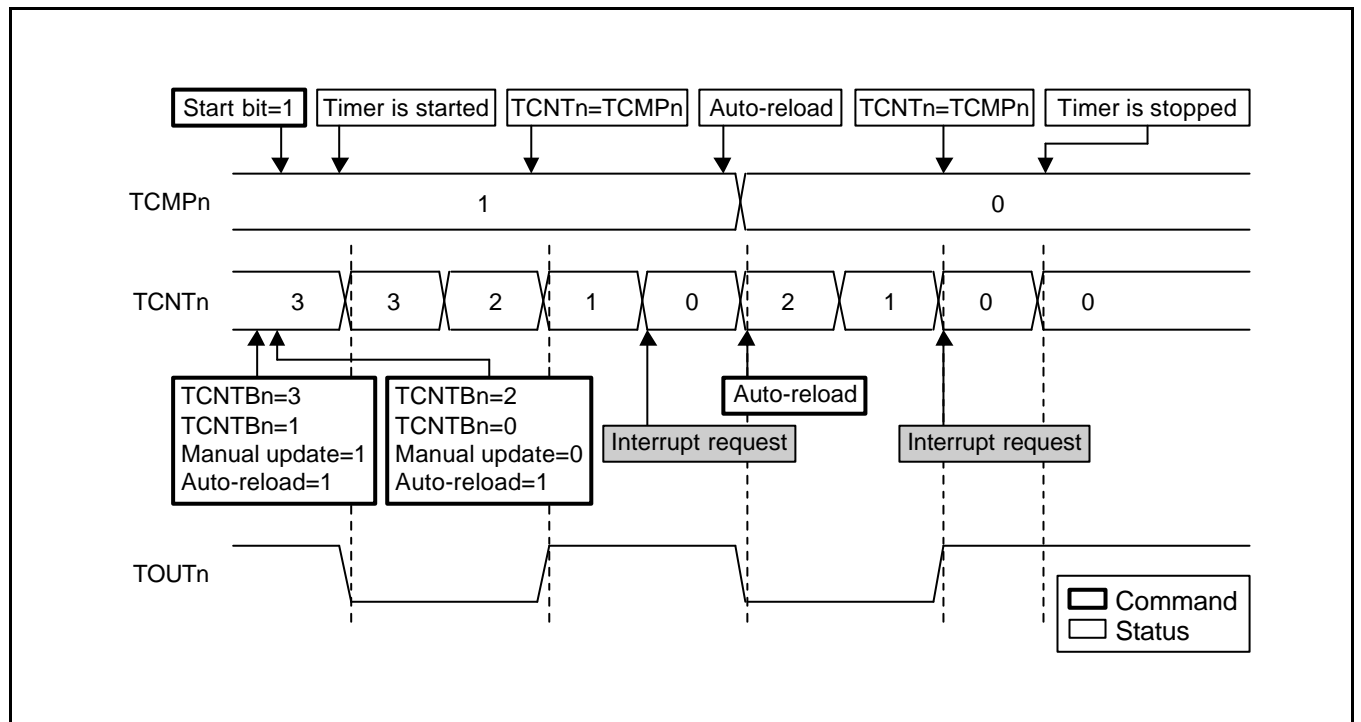 Start bit=1
Timer is started
TCNTn=TCMPn
Auto-reload
TCNTn=TCMPn
Timer is stopped
TCMPn
1
0
TCNTn
3
3
2
1
0
2
1
0
0
TCNTBn=3
TCNTBn=1
Manual update=1
Auto-reload=1
TCNTBn=2
TCNTBn=0
Manual update=0
Auto-reload=1
Interrupt request
Auto-reload
Interrupt request
TOUTn
Command
Status